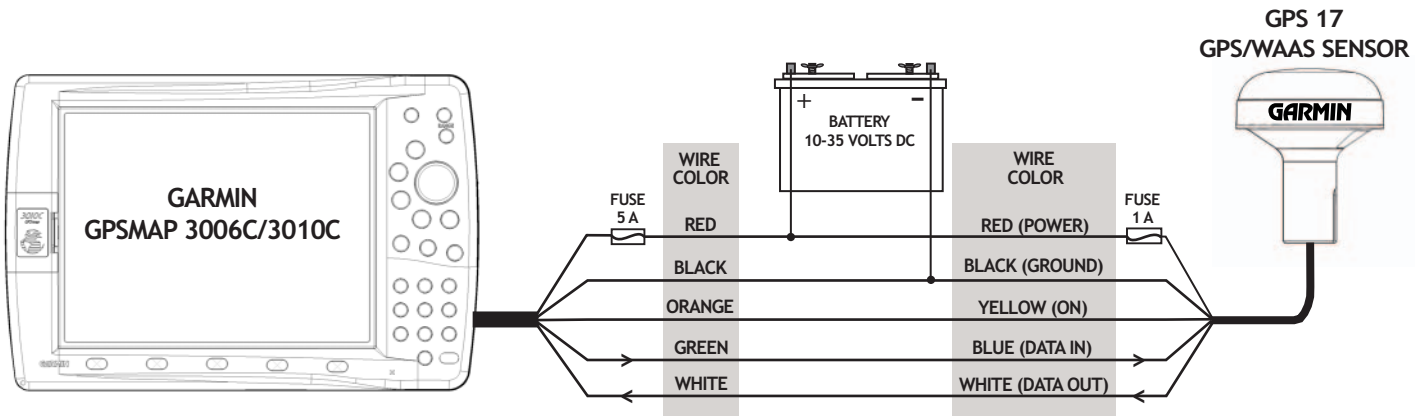 GPS 17
GPS/WAAS SENSOR
GARMIN
+
−
BATTERY
10-35 VOLTS DC
GARMIN
GPSMAP 3006C/3010C
3010C
WIRE
COLOR
WIRE
COLOR
FUSE
5 A
FUSE
1 A
RED
RED (POWER)
BLACK
BLACK (GROUND)
ORANGE
YELLOW (ON)
GREEN
BLUE (DATA IN)
WHITE
WHITE (DATA OUT)
GARMIN